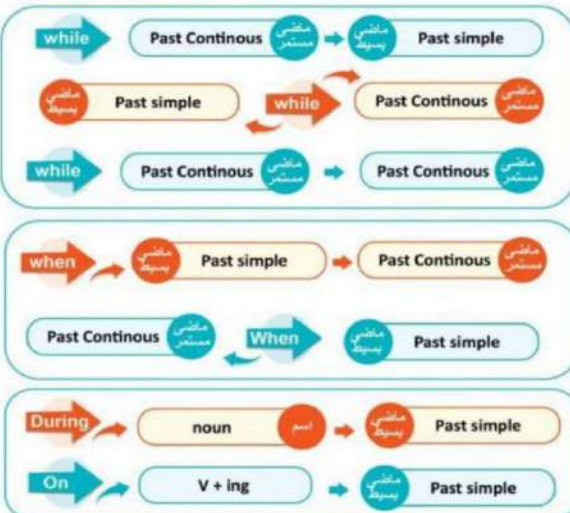 while Past Continous ماضي مستمر ماضي بسيط Past simple
ماضي بسيط Past simple while Past Continous ماضي مستمر
while Past Continous ماضي مستمر Past Continous ماضي مستمر
when ماضي بسيط Past simple Past Continous ماضي مستمر
Past Continous ماضي مستمر When ماضي بسيط Past simple
During noun اسم ماضي بسيط Past simple
On V + ing ماضي بسيط Past simple